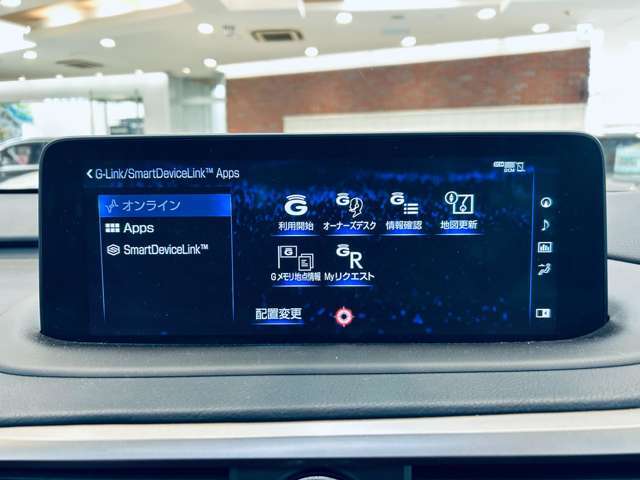 G-Link/SmartDeviceLink™ Apps
オンライン
Apps
SmartDeviceLink™
利用開始
オーナーズデスク
情報確認
地図更新
Gメモリ地点情報
Myリクエスト
配置変更